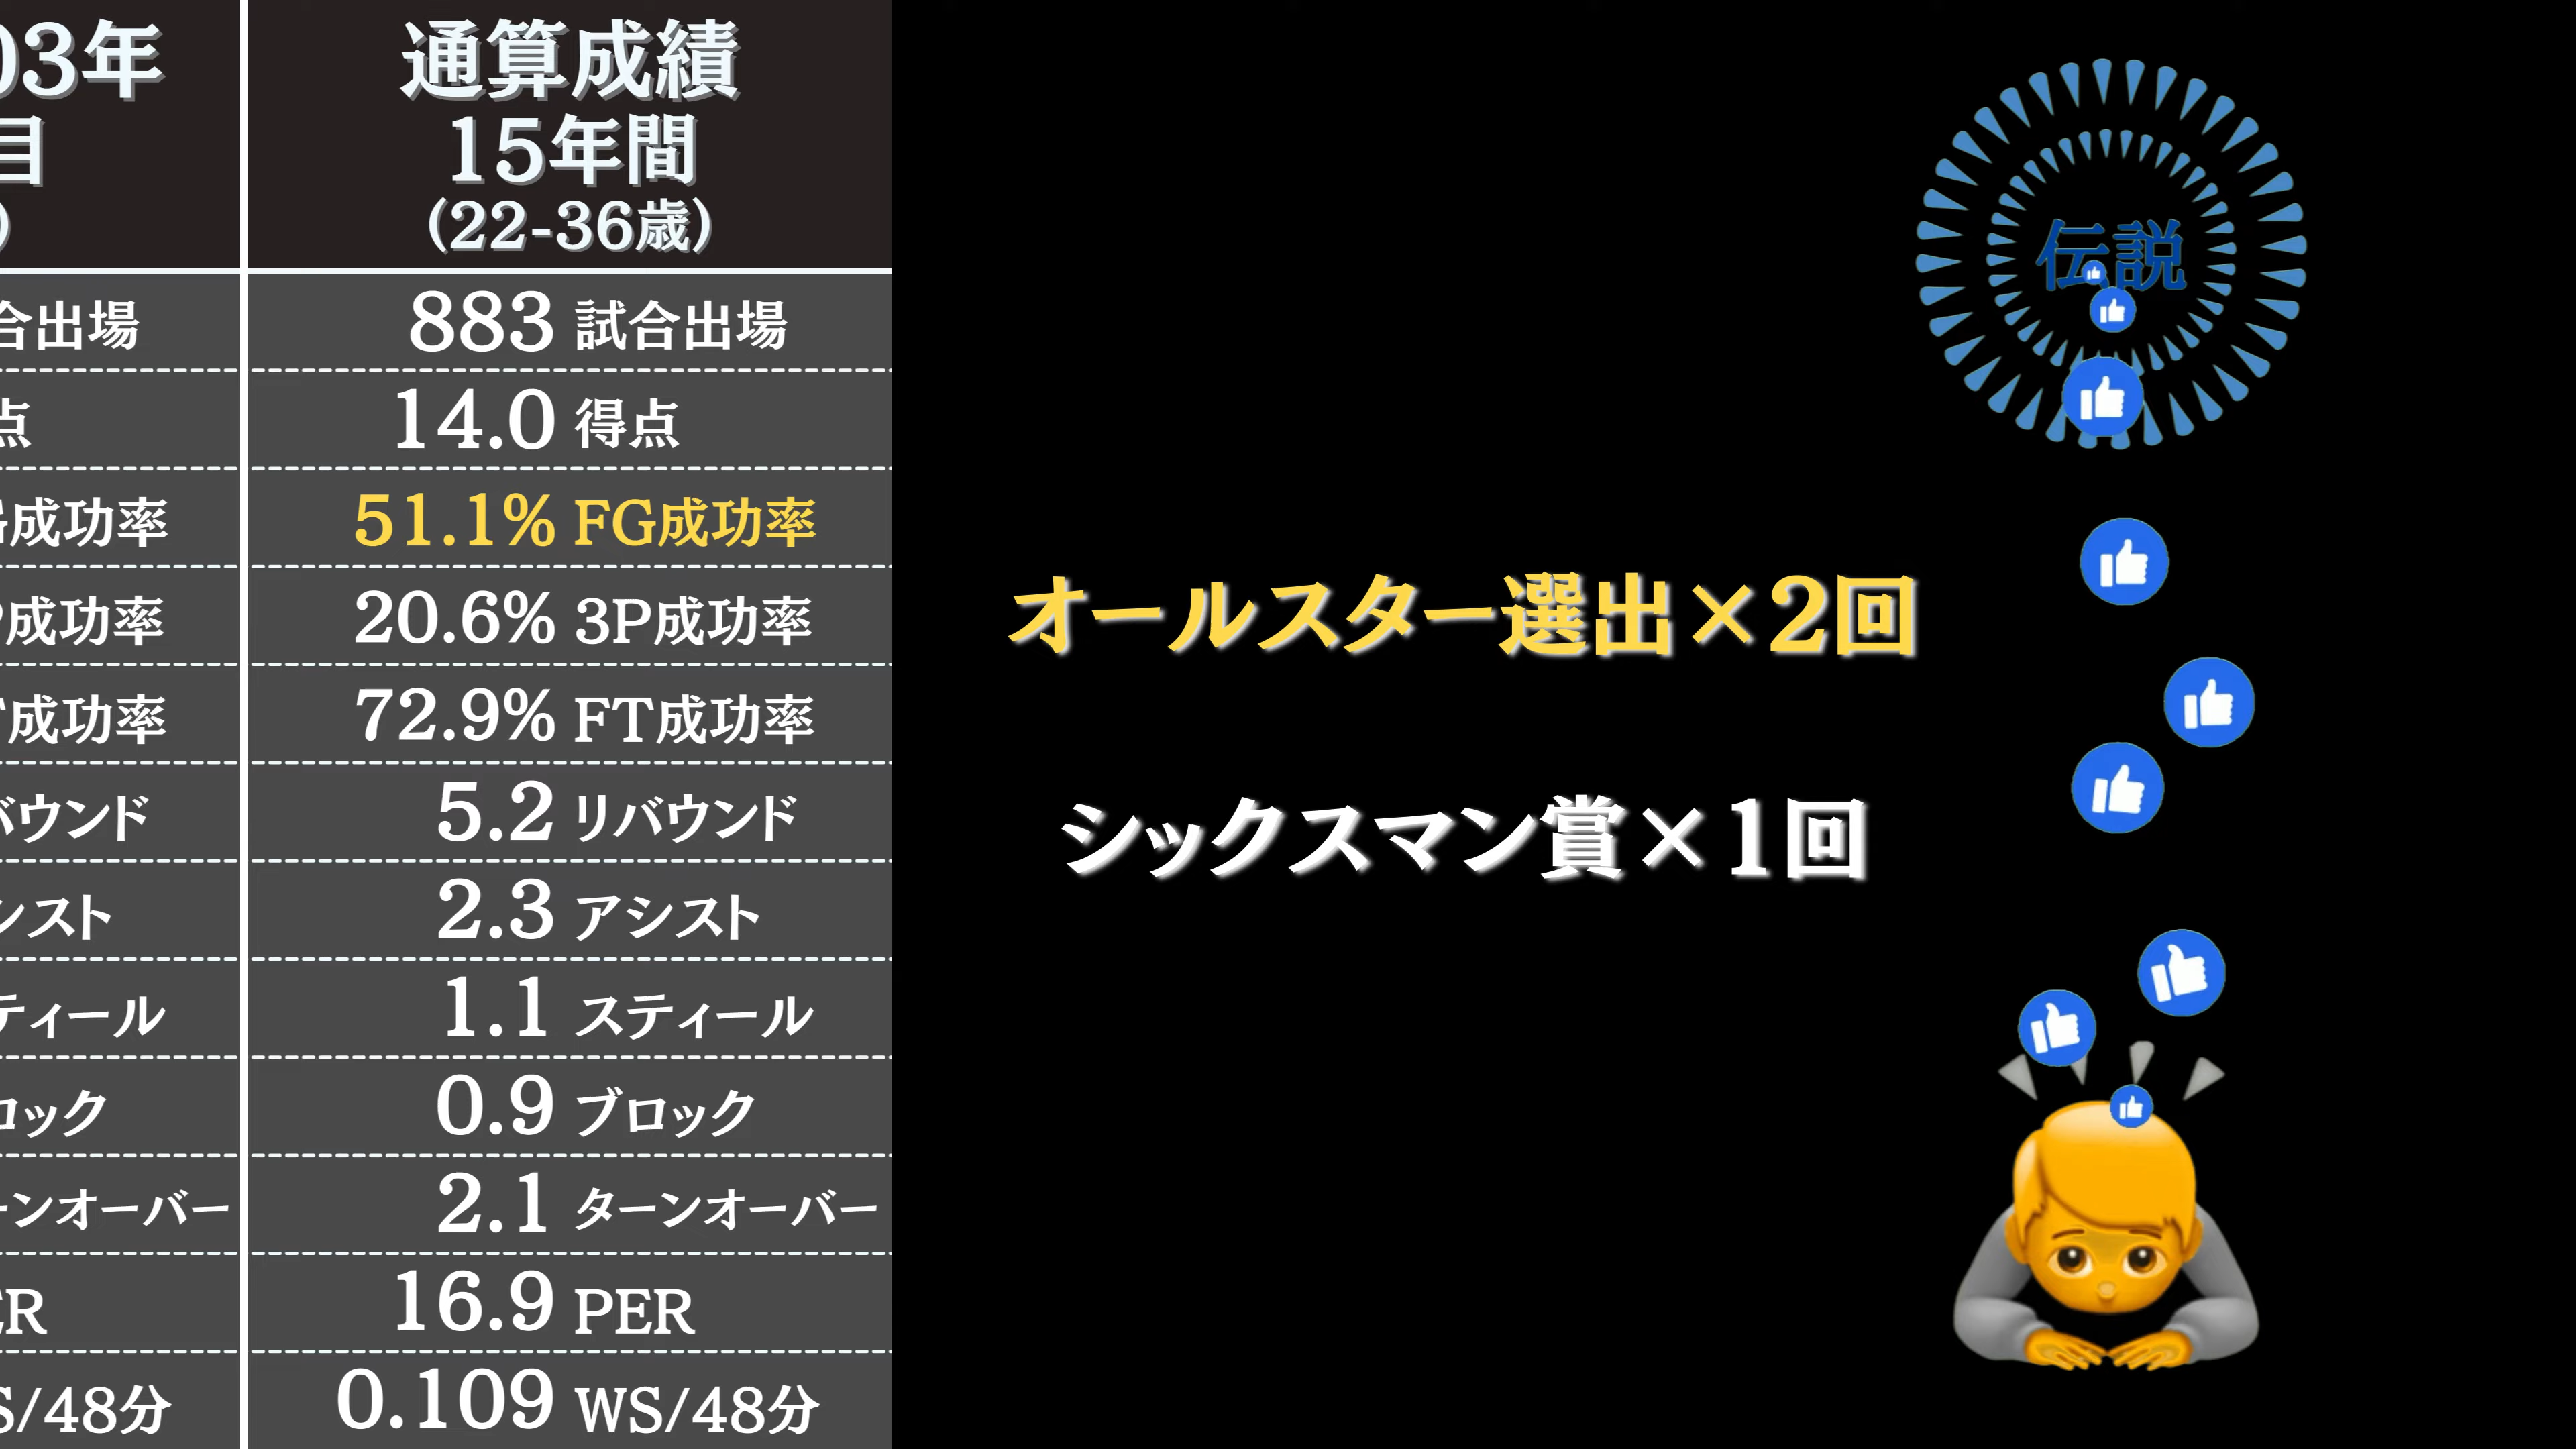 03年
目
)
合出場
点
成功率
成功率
成功率
バウンド
シスト
ティール
ロック
ーンオーバー
ER
S/48分
通算成績
15年間
(22-36歳)
883 試合出場
14.0 得点
51.1% FG成功率
20.6% 3P成功率
72.9% FT成功率
5.2 リバウンド
2.3 アシスト
1.1 スティール
0.9 ブロック
2.1 ターンオーバー
16.9 PER
0.109 WS/48分
オールスター選出×2回
シックスマン賞×1回
伝説